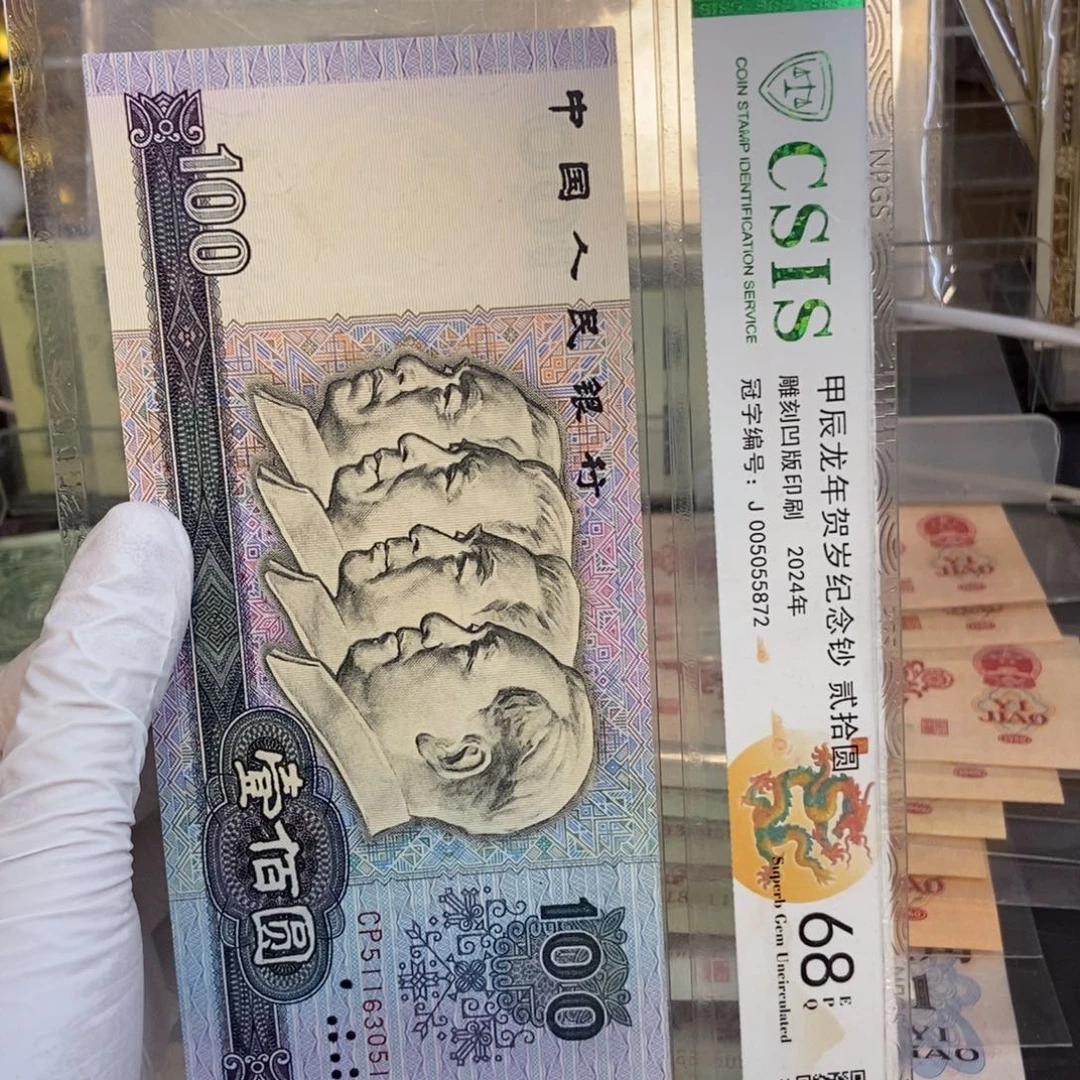 中国人民银行
100
壹佰圆
100
CP51163051
CSIS
COIN STAMP IDENTIFICATION SERVICE
甲辰龙年贺岁纪念钞 贰拾圆
雕刻凹版印刷 2024年
冠字编号：J 005055872
68
EPQ
Superb Gem Uncirculated
NPGS
YI
JIAO
YI
JIAO
YI
JIAO